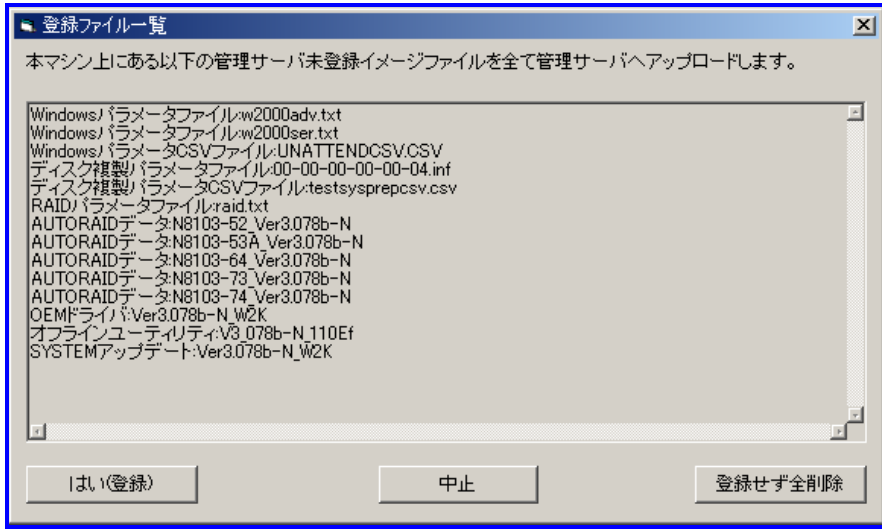 登録ファイル一覧
本マシン上にある以下の管理サーバ未登録イメージファイルを全て管理サーバへアップロードします。
Windowsパラメータファイル:w2000adv.txt
Windowsパラメータファイル:w2000ser.txt
WindowsパラメータCSVファイル:UNATTENDCSV.CSV
ディスク複製パラメータファイル:00-00-00-00-00-04.inf
ディスク複製パラメータCSVファイル:testsysprepcsv.csv
RAIDパラメータファイル:raid.txt
AUTORAIDデータ:N8103-52_Ver3.078b-N
AUTORAIDデータ:N8103-53A_Ver3.078b-N
AUTORAIDデータ:N8103-64_Ver3.078b-N
AUTORAIDデータ:N8103-73_Ver3.078b-N
AUTORAIDデータ:N8103-74_Ver3.078b-N
OEMドライバ:Ver3.078b-N_W2K
オフラインユーティリティ:V3_078b-N_110Ef
SYSTEMアップデート:Ver3.078b-N_W2K
はい(登録)
中止
登録せず全削除